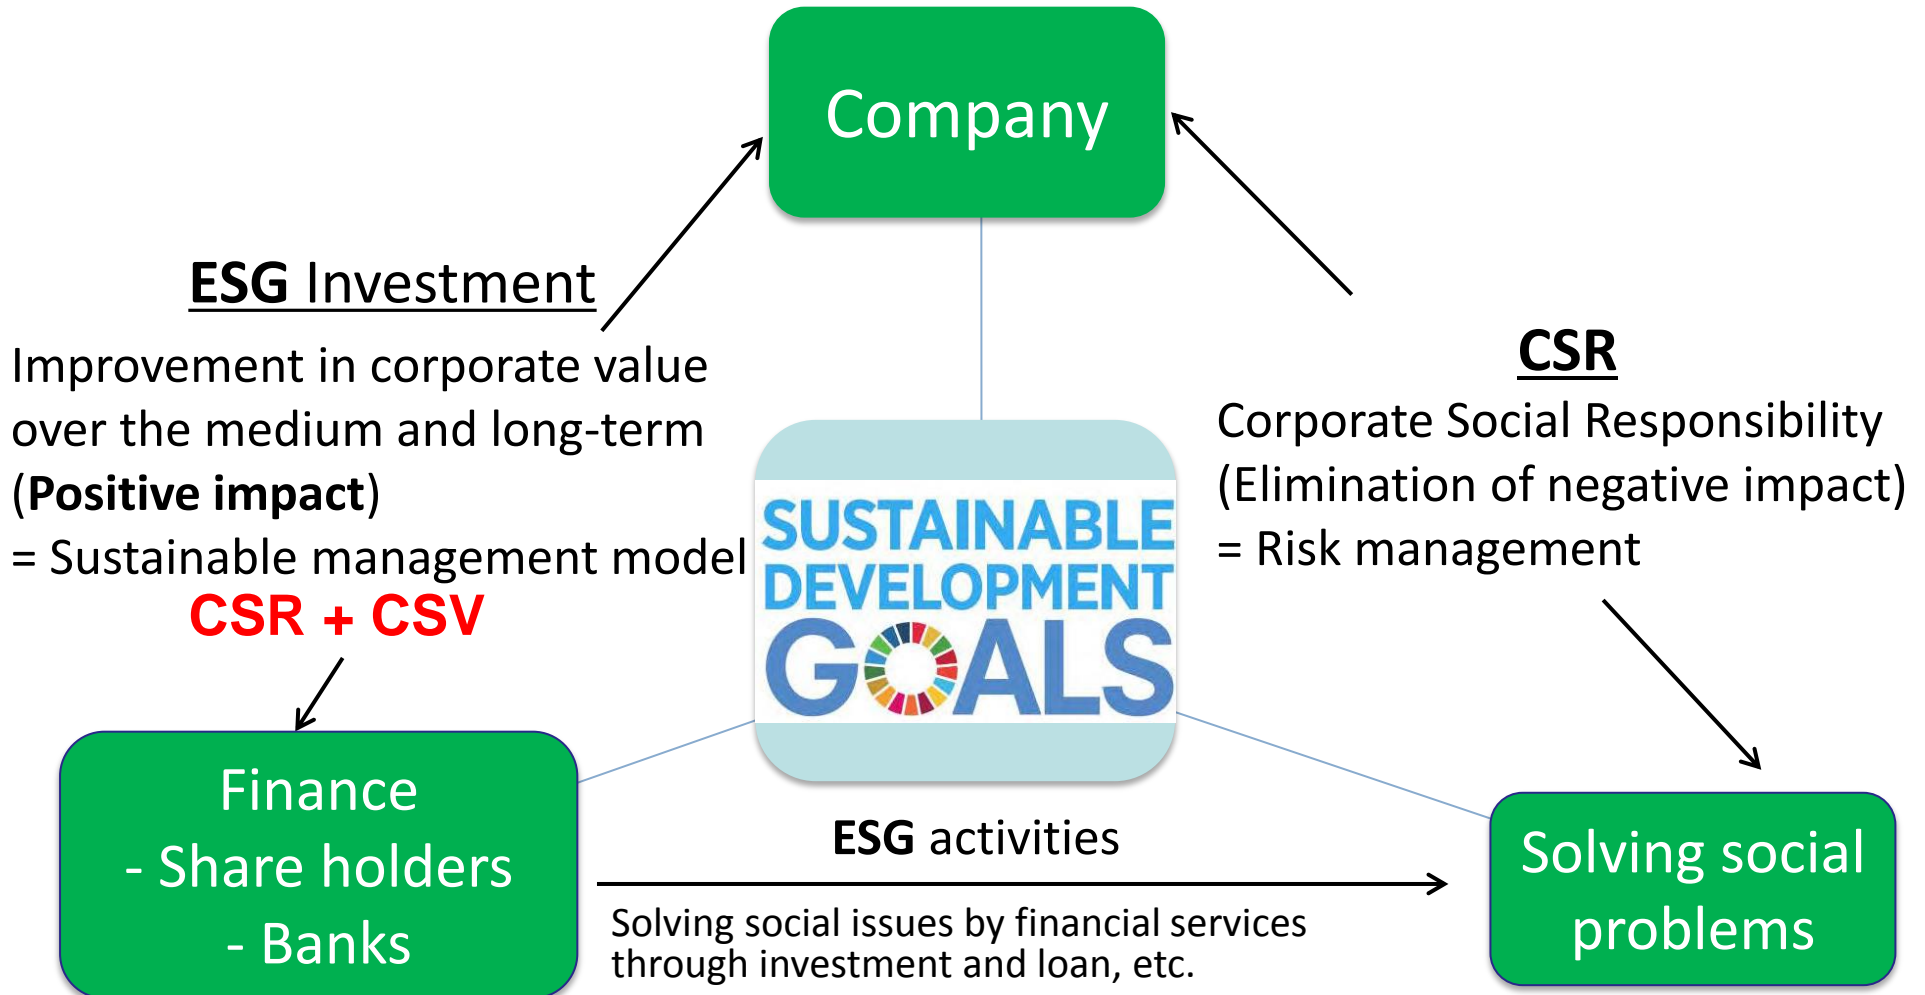 Company
ESG Investment
Improvement in corporate value
over the medium and long-term
(Positive impact)
= Sustainable management model
CSR + CSV
CSR
Corporate Social Responsibility
(Elimination of negative impact)
= Risk management
SUSTAINABLE
DEVELOPMENT
GOALS
Finance
- Share holders
- Banks
ESG activities
Solving social issues by financial services
through investment and loan, etc.
Solving social
problems